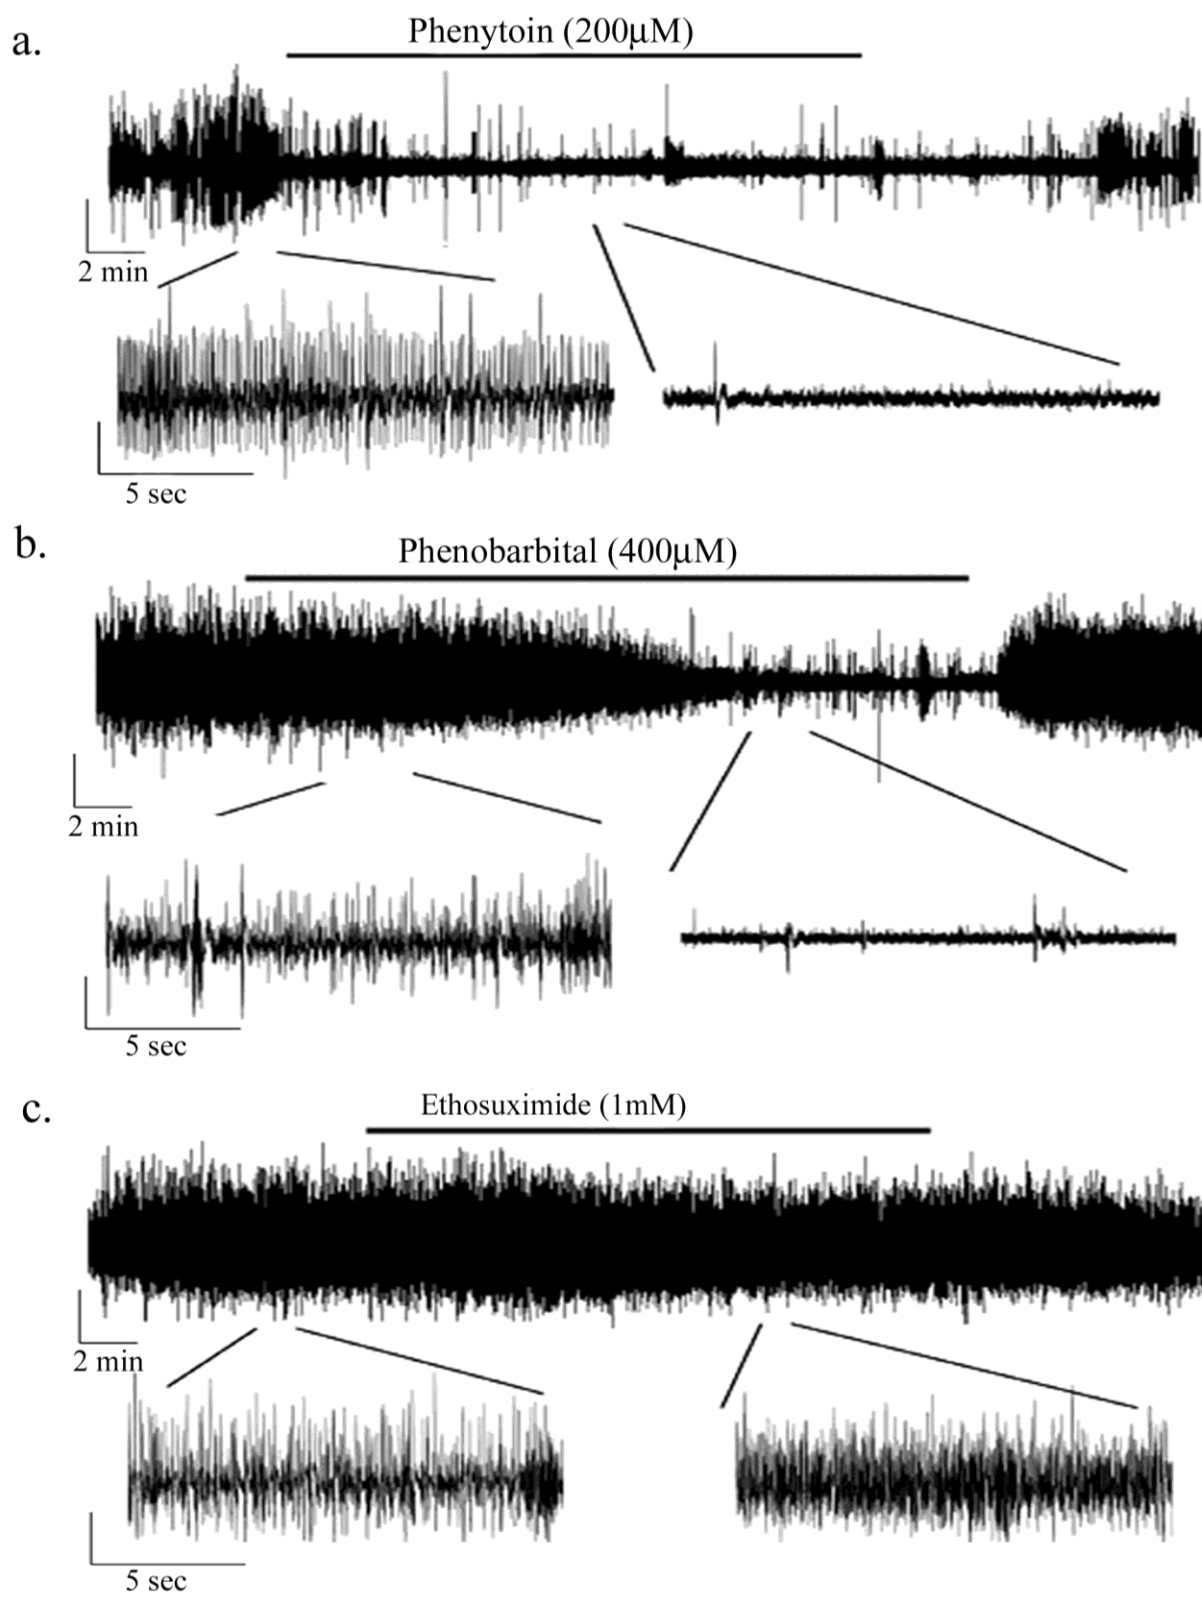 a.
Phenytoin (200μM)
2 min
5 sec
b.
Phenobarbital (400μM)
2 min
5 sec
c.
Ethosuximide (1mM)
2 min
5 sec